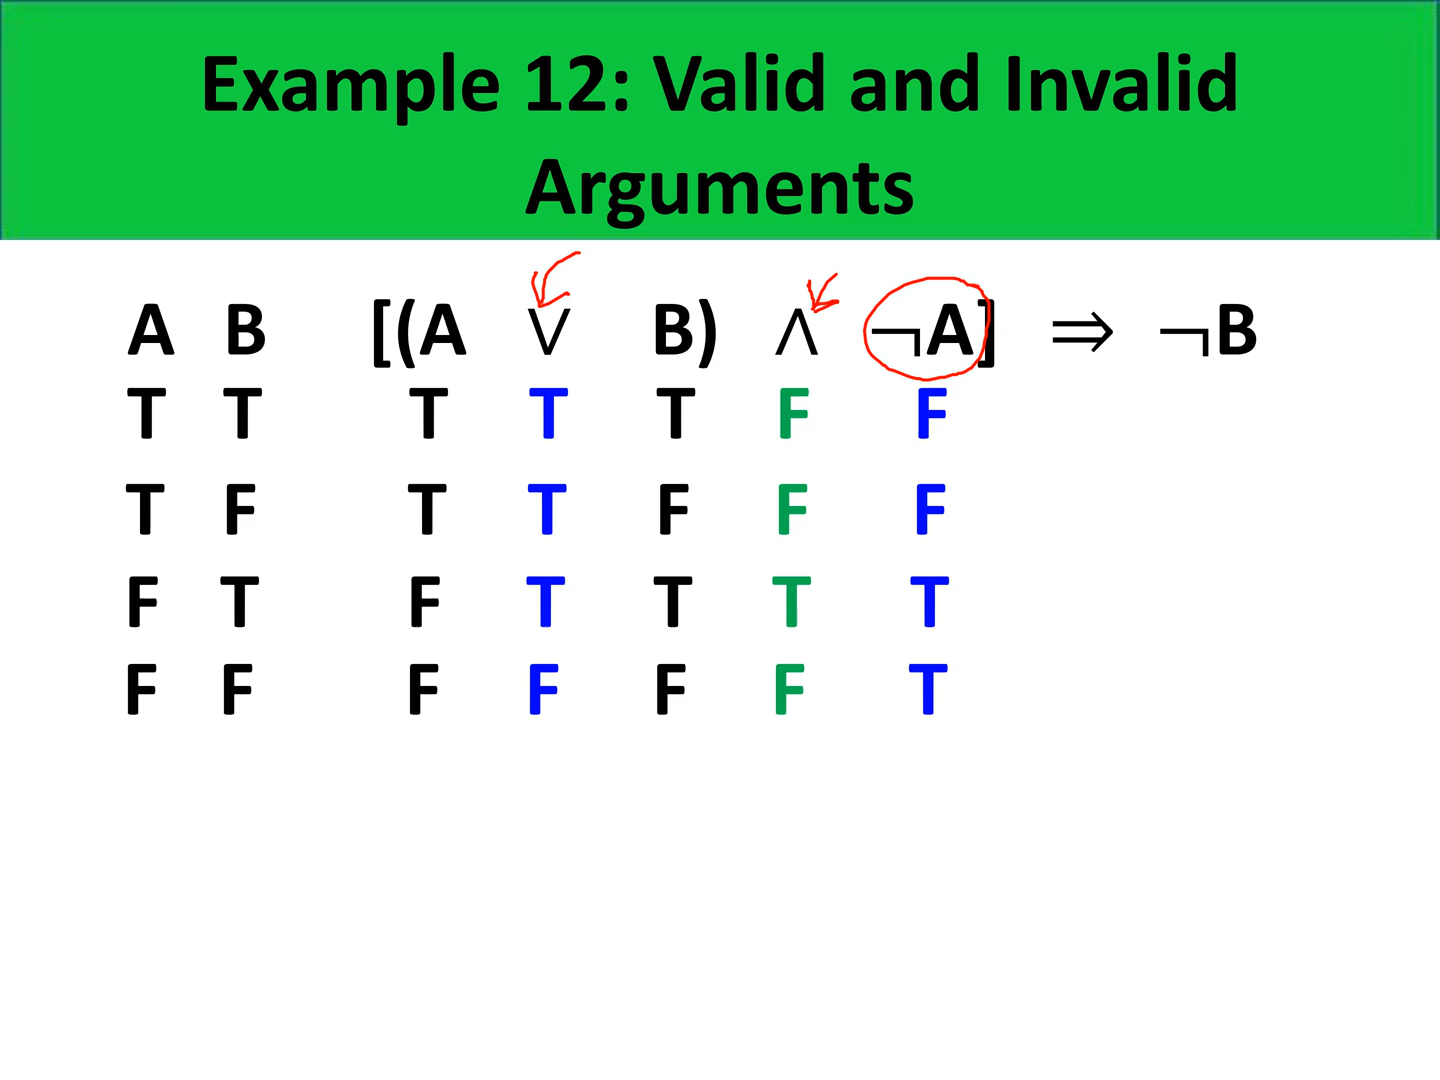 Example 12: Valid and Invalid
Arguments
A B [(A ∨ B) ∧ ¬A] ⇒ ¬B
T T T T T F F
T F T T F F F
F T F T T T T
F F F F F F T